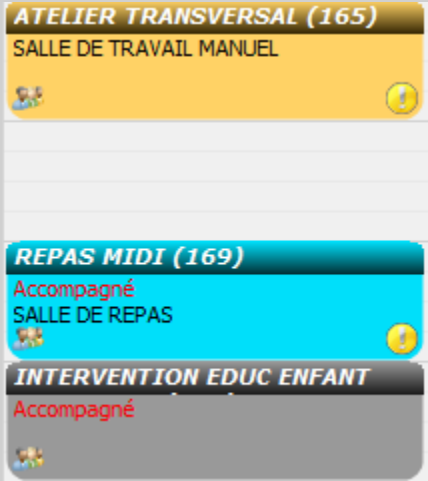 ATELIER TRANSVERSAL (165)
SALLE DE TRAVAIL MANUEL
REPAS MIDI (169)
Accompagné
SALLE DE REPAS
INTERVENTION EDUC ENFANT
Accompagné